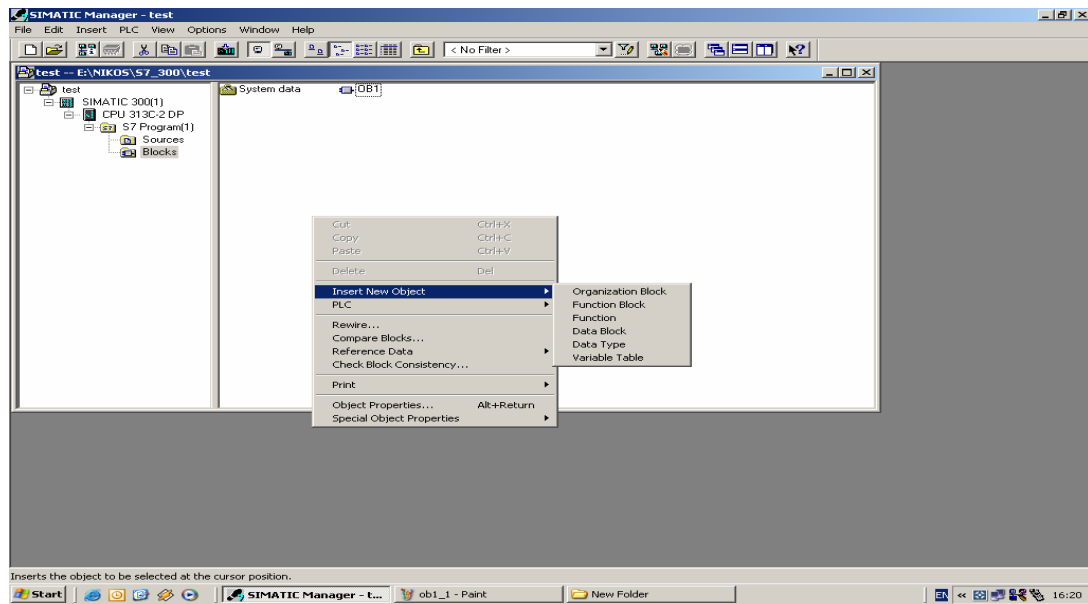 SIMATIC Manager - test
File Edit Insert PLC View Options Window Help
< No Filter >
test -- E:\NIKOS\S7_300\test
test
SIMATIC 300(1)
CPU 313C-2 DP
S7 Program(1)
Sources
Blocks
System data
OB1
Cut Ctrl+X
Copy Ctrl+C
Paste Ctrl+V
Delete Del
Insert New Object
PLC
Rewire...
Compare Blocks...
Reference Data
Check Block Consistency...
Print
Object Properties... Alt+Return
Special Object Properties
Organization Block
Function Block
Function
Data Block
Data Type
Variable Table
Inserts the object to be selected at the cursor position.
Start
SIMATIC Manager - t...
ob1_1 - Paint
New Folder
EN
16:20